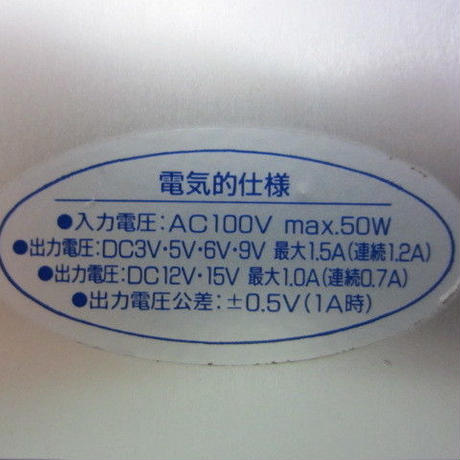 電気的仕様
●入力電圧:AC100V max.50W
●出力電圧:DC3V・5V・6V・9V 最大1.5A(連続1.2A)
●出力電圧:DC12V・15V 最大1.0A(連続0.7A)
●出力電圧公差:±0.5V(1A時)